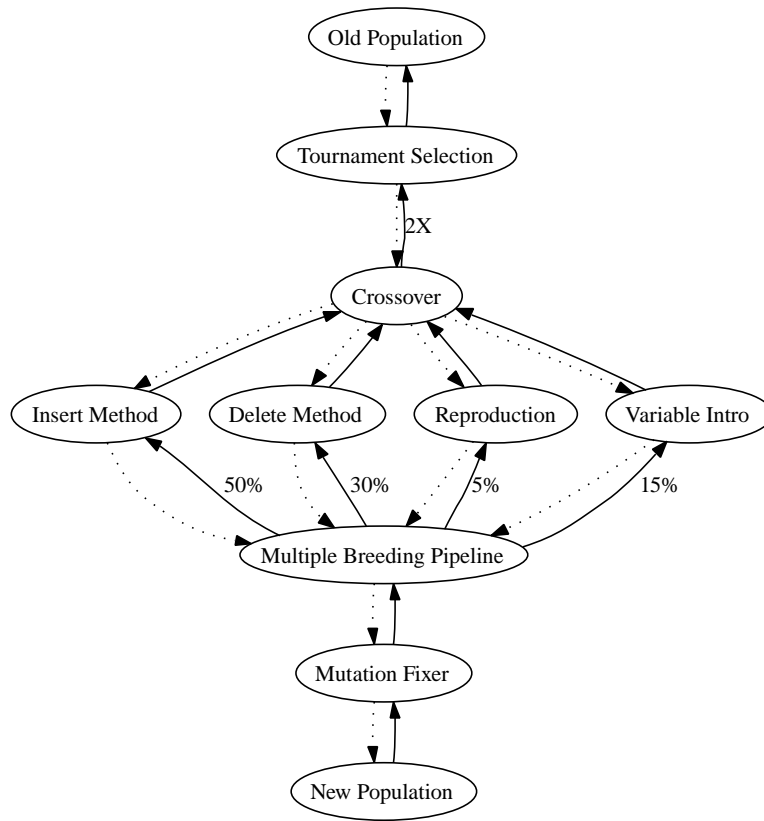 Old Population
Tournament Selection
2X
Crossover
Insert Method
Delete Method
Reproduction
Variable Intro
50%
30%
5%
15%
Multiple Breeding Pipeline
Mutation Fixer
New Population